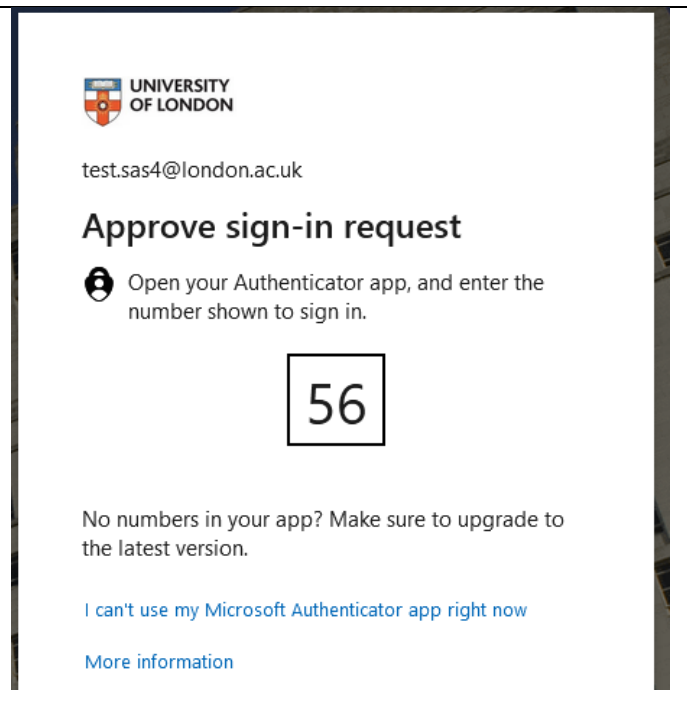 UNIVERSITY
OF LONDON
test.sas4@london.ac.uk
Approve sign-in request
Open your Authenticator app, and enter the
number shown to sign in.
56
No numbers in your app? Make sure to upgrade to
the latest version.
I can't use my Microsoft Authenticator app right now
More information